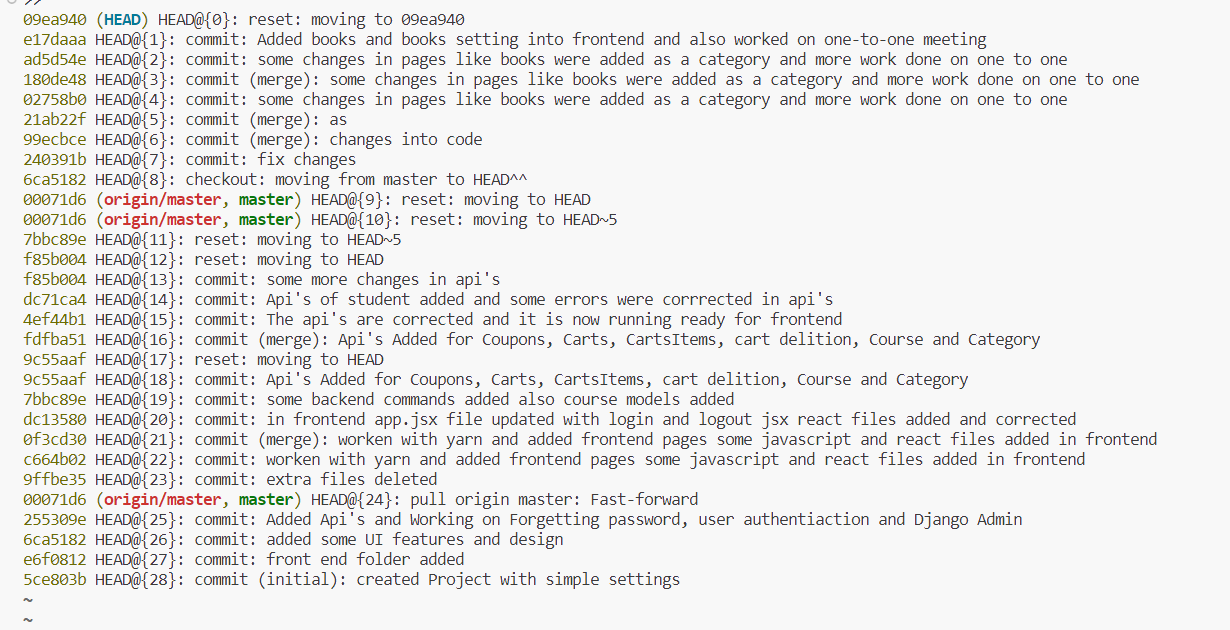 09ea940 (HEAD) HEAD@{0}: reset: moving to 09ea940
e17daaa HEAD@{1}: commit: Added books and books setting into frontend and also worked on one-to-one meeting
ad5d54e HEAD@{2}: commit: some changes in pages like books were added as a category and more work done on one to one
180de48 HEAD@{3}: commit (merge): some changes in pages like books were added as a category and more work done on one to one
02758b0 HEAD@{4}: commit: some changes in pages like books were added as a category and more work done on one to one
21ab22f HEAD@{5}: commit (merge): as
99ecbce HEAD@{6}: commit (merge): changes into code
240391b HEAD@{7}: commit: fix changes
6ca5182 HEAD@{8}: checkout: moving from master to HEAD^^
00071d6 (origin/master, master) HEAD@{9}: reset: moving to HEAD
00071d6 (origin/master, master) HEAD@{10}: reset: moving to HEAD~5
7bbc89e HEAD@{11}: reset: moving to HEAD~5
f85b004 HEAD@{12}: reset: moving to HEAD
f85b004 HEAD@{13}: commit: some more changes in api's
dc71ca4 HEAD@{14}: commit: Api's of student added and some errors were corrrected in api's
4ef44b1 HEAD@{15}: commit: The api's are corrected and it is now running ready for frontend
fdfba51 HEAD@{16}: commit (merge): Api's Added for Coupons, Carts, CartsItems, cart delition, Course and Category
9c55aaf HEAD@{17}: reset: moving to HEAD
9c55aaf HEAD@{18}: commit: Api's Added for Coupons, Carts, CartsItems, cart delition, Course and Category
7bbc89e HEAD@{19}: commit: some backend commands added also course models added
dc13580 HEAD@{20}: commit: in frontend app.jsx file updated with login and logout jsx react files added and corrected
0f3cd30 HEAD@{21}: commit (merge): worken with yarn and added frontend pages some javascript and react files added in frontend
c664b02 HEAD@{22}: commit: worken with yarn and added frontend pages some javascript and react files added in frontend
9ffbe35 HEAD@{23}: commit: extra files deleted
00071d6 (origin/master, master) HEAD@{24}: pull origin master: Fast-forward
255309e HEAD@{25}: commit: Added Api's and Working on Forgetting password, user authentiaction and Django Admin
6ca5182 HEAD@{26}: commit: added some UI features and design
e6f0812 HEAD@{27}: commit: front end folder added
5ce803b HEAD@{28}: commit (initial): created Project with simple settings
~
~